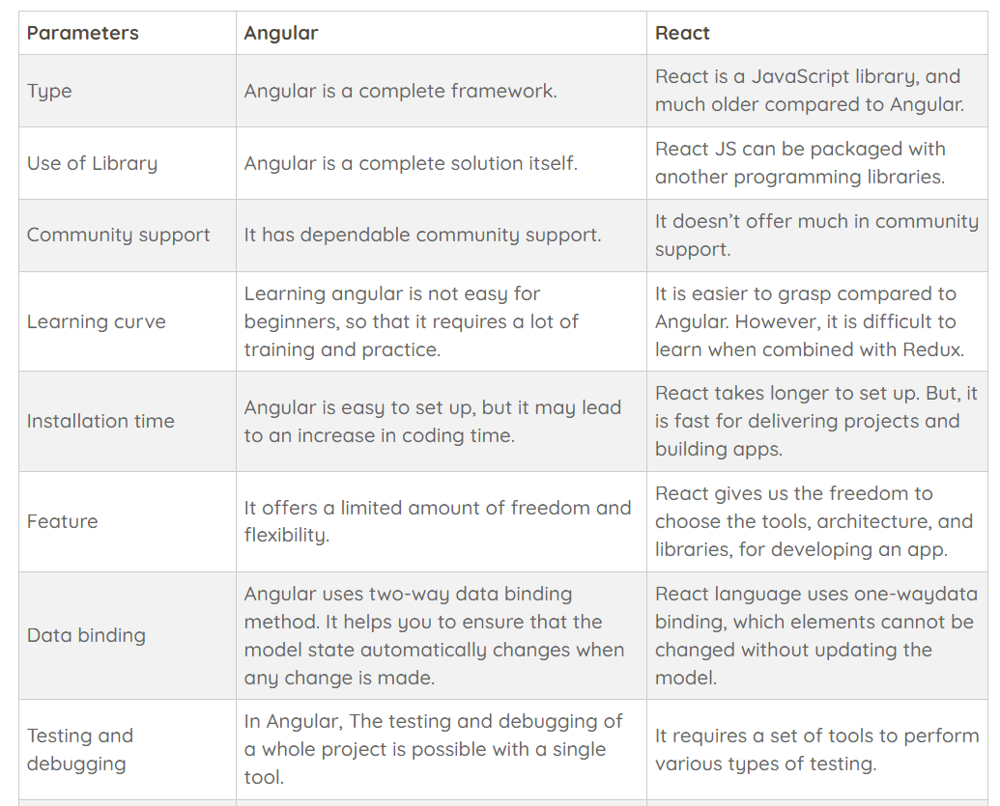 Parameters
Angular
React
Type
Angular is a complete framework.
React is a JavaScript library, and
much older compared to Angular.
Use of Library
Angular is a complete solution itself.
React JS can be packaged with
another programming libraries.
Community support
It has dependable community support.
It doesn’t offer much in community
support.
Learning curve
Learning angular is not easy for
beginners, so that it requires a lot of
training and practice.
It is easier to grasp compared to
Angular. However, it is difficult to
learn when combined with Redux.
Installation time
Angular is easy to set up, but it may lead
to an increase in coding time.
React takes longer to set up. But, it
is fast for delivering projects and
building apps.
Feature
It offers a limited amount of freedom and
flexibility.
React gives us the freedom to
choose the tools, architecture, and
libraries, for developing an app.
Data binding
Angular uses two-way data binding
method. It helps you to ensure that the
model state automatically changes when
any change is made.
React language uses one-waydata
binding, which elements cannot be
changed without updating the
model.
Testing and
debugging
In Angular, The testing and debugging of
a whole project is possible with a single
tool.
It requires a set of tools to perform
various types of testing.